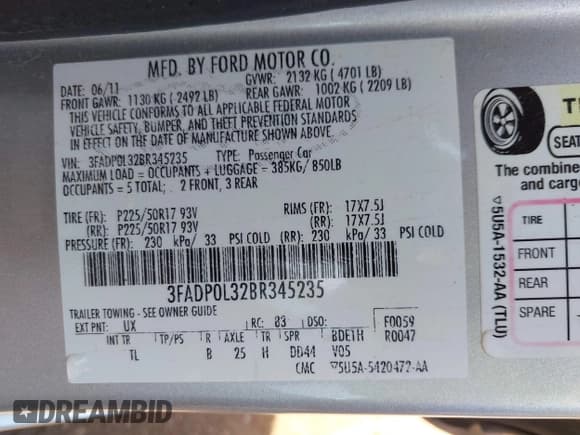 MFD. BY FORD MOTOR CO.
DATE: 06/11 GVWR: 2132 KG (4701 LB)
FRONT GAWR: 1130 KG (2492 LB) REAR GAWR: 1002 KG (2209 LB)
THIS VEHICLE CONFORMS TO ALL APPLICABLE FEDERAL MOTOR
VEHICLE SAFETY, BUMPER, AND THEFT PREVENTION STANDARDS
IN EFFECT ON THE DATE OF MANUFACTURE SHOWN ABOVE.
VIN: 3FADP0L32BR345235 TYPE: Passenger Car
MAXIMUM LOAD = OCCUPANTS + LUGGAGE = 385KG/ 850LB
OCCUPANTS = 5 TOTAL; 2 FRONT, 3 REAR
TIRE (FR): P225/50R17 93V RIMS (FR): 17X7.5J
(RR): P225/50R17 93V (RR): 17X7.5J
PRESSURE (FR): 230 kPa/ 33 PSI COLD (RR): 230 kPa/ 33 PSI COLD
3FADP0L32BR345235
TRAILER TOWING - SEE OWNER GUIDE
EXT PNT: UX RC: 83 DSO: F0059
INT TR TP/PS R AXLE TR SPR BDE1H R0047
TL B 25 H DD44 V05
CMC ▽5U5A-5420472-AA
▽5U5A-1532-AA (TLU)
SEAT
The combine
and cargo
TIRE
FRONT
REAR
SPARE
DREAMBID